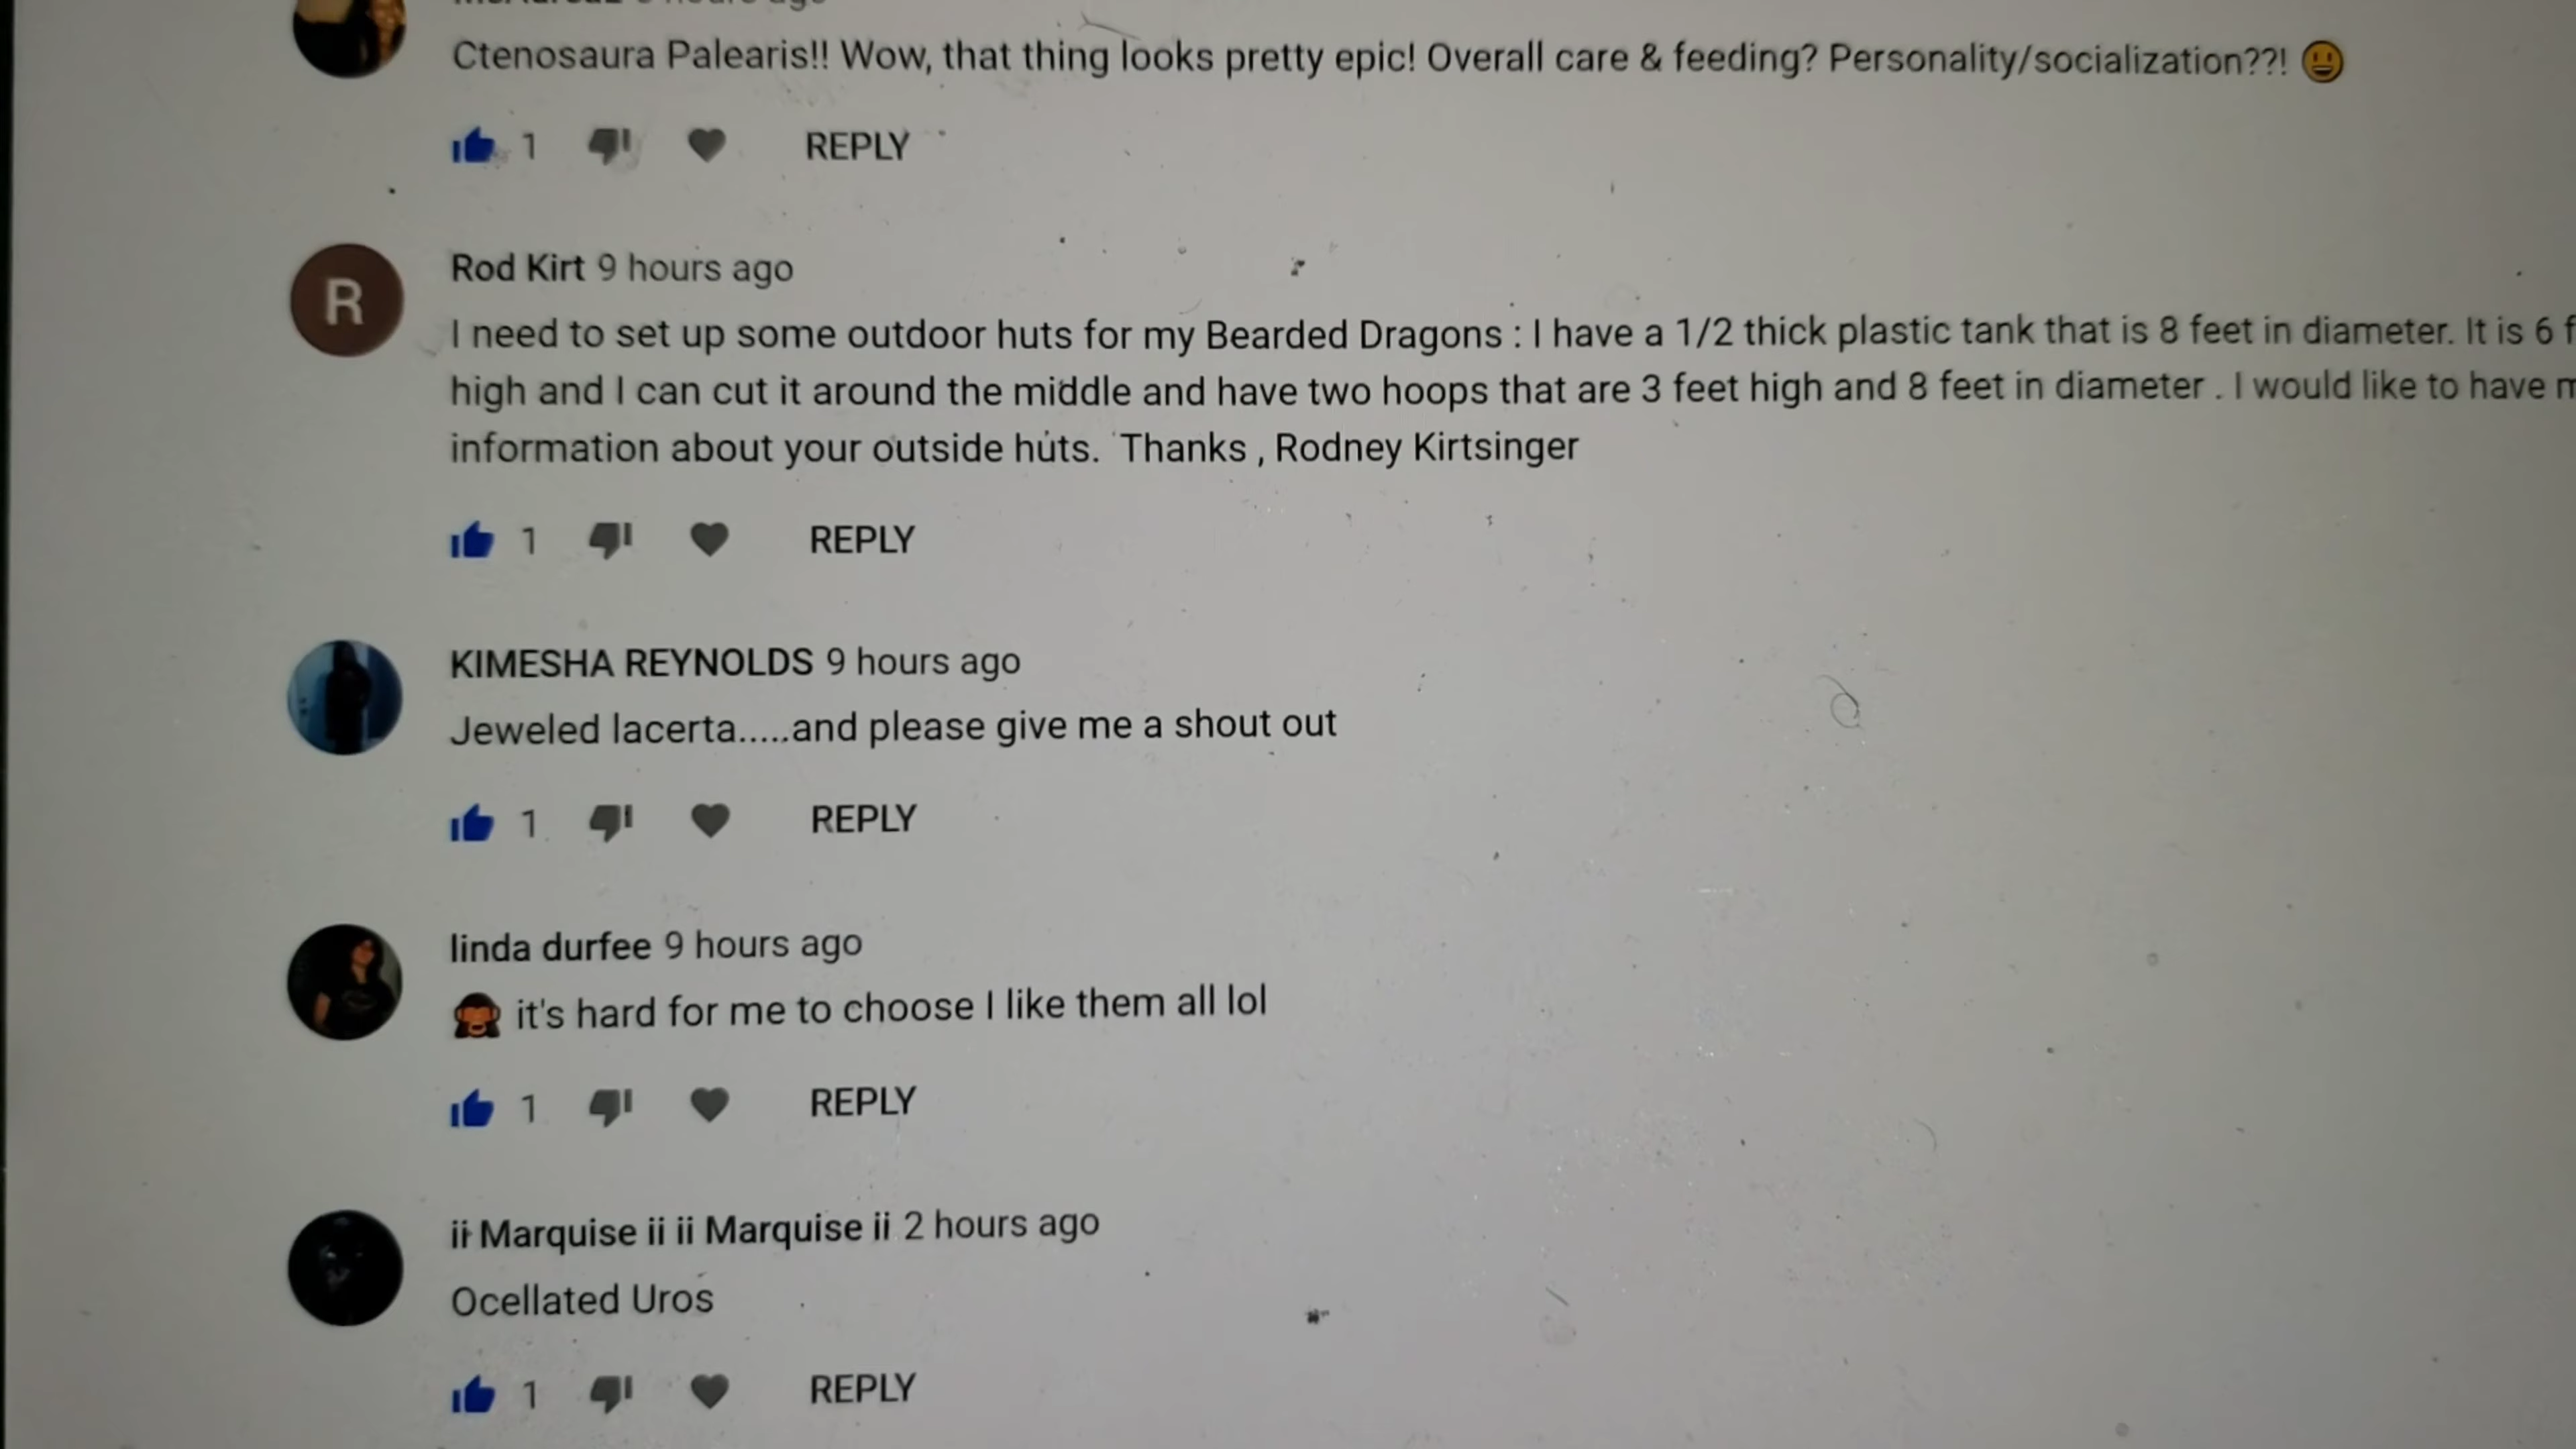 Ctenosaura Palearis!! Wow, that thing looks pretty epic! Overall care & feeding? Personality/socialization??! 😃
1 REPLY
R
Rod Kirt 9 hours ago
I need to set up some outdoor huts for my Bearded Dragons : I have a 1/2 thick plastic tank that is 8 feet in diameter. It is 6
high and I can cut it around the middle and have two hoops that are 3 feet high and 8 feet in diameter . I would like to have
information about your outside huts. Thanks , Rodney Kirtsinger
1 REPLY
KIMESHA REYNOLDS 9 hours ago
Jeweled lacerta.....and please give me a shout out
1 REPLY
linda durfee 9 hours ago
🙈 it's hard for me to choose I like them all lol
1 REPLY
ii Marquise ii ii Marquise ii 2 hours ago
Ocellated Uros
1 REPLY